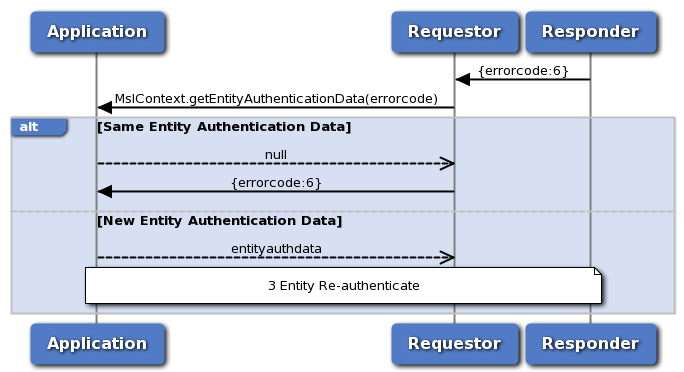 Application
Requestor
Responder
{errorcode:6}
MslContext.getEntityAuthenticationData(errorcode)
alt
[Same Entity Authentication Data]
null
{errorcode:6}
[New Entity Authentication Data]
entityauthdata
3 Entity Re-authenticate
Application
Requestor
Responder